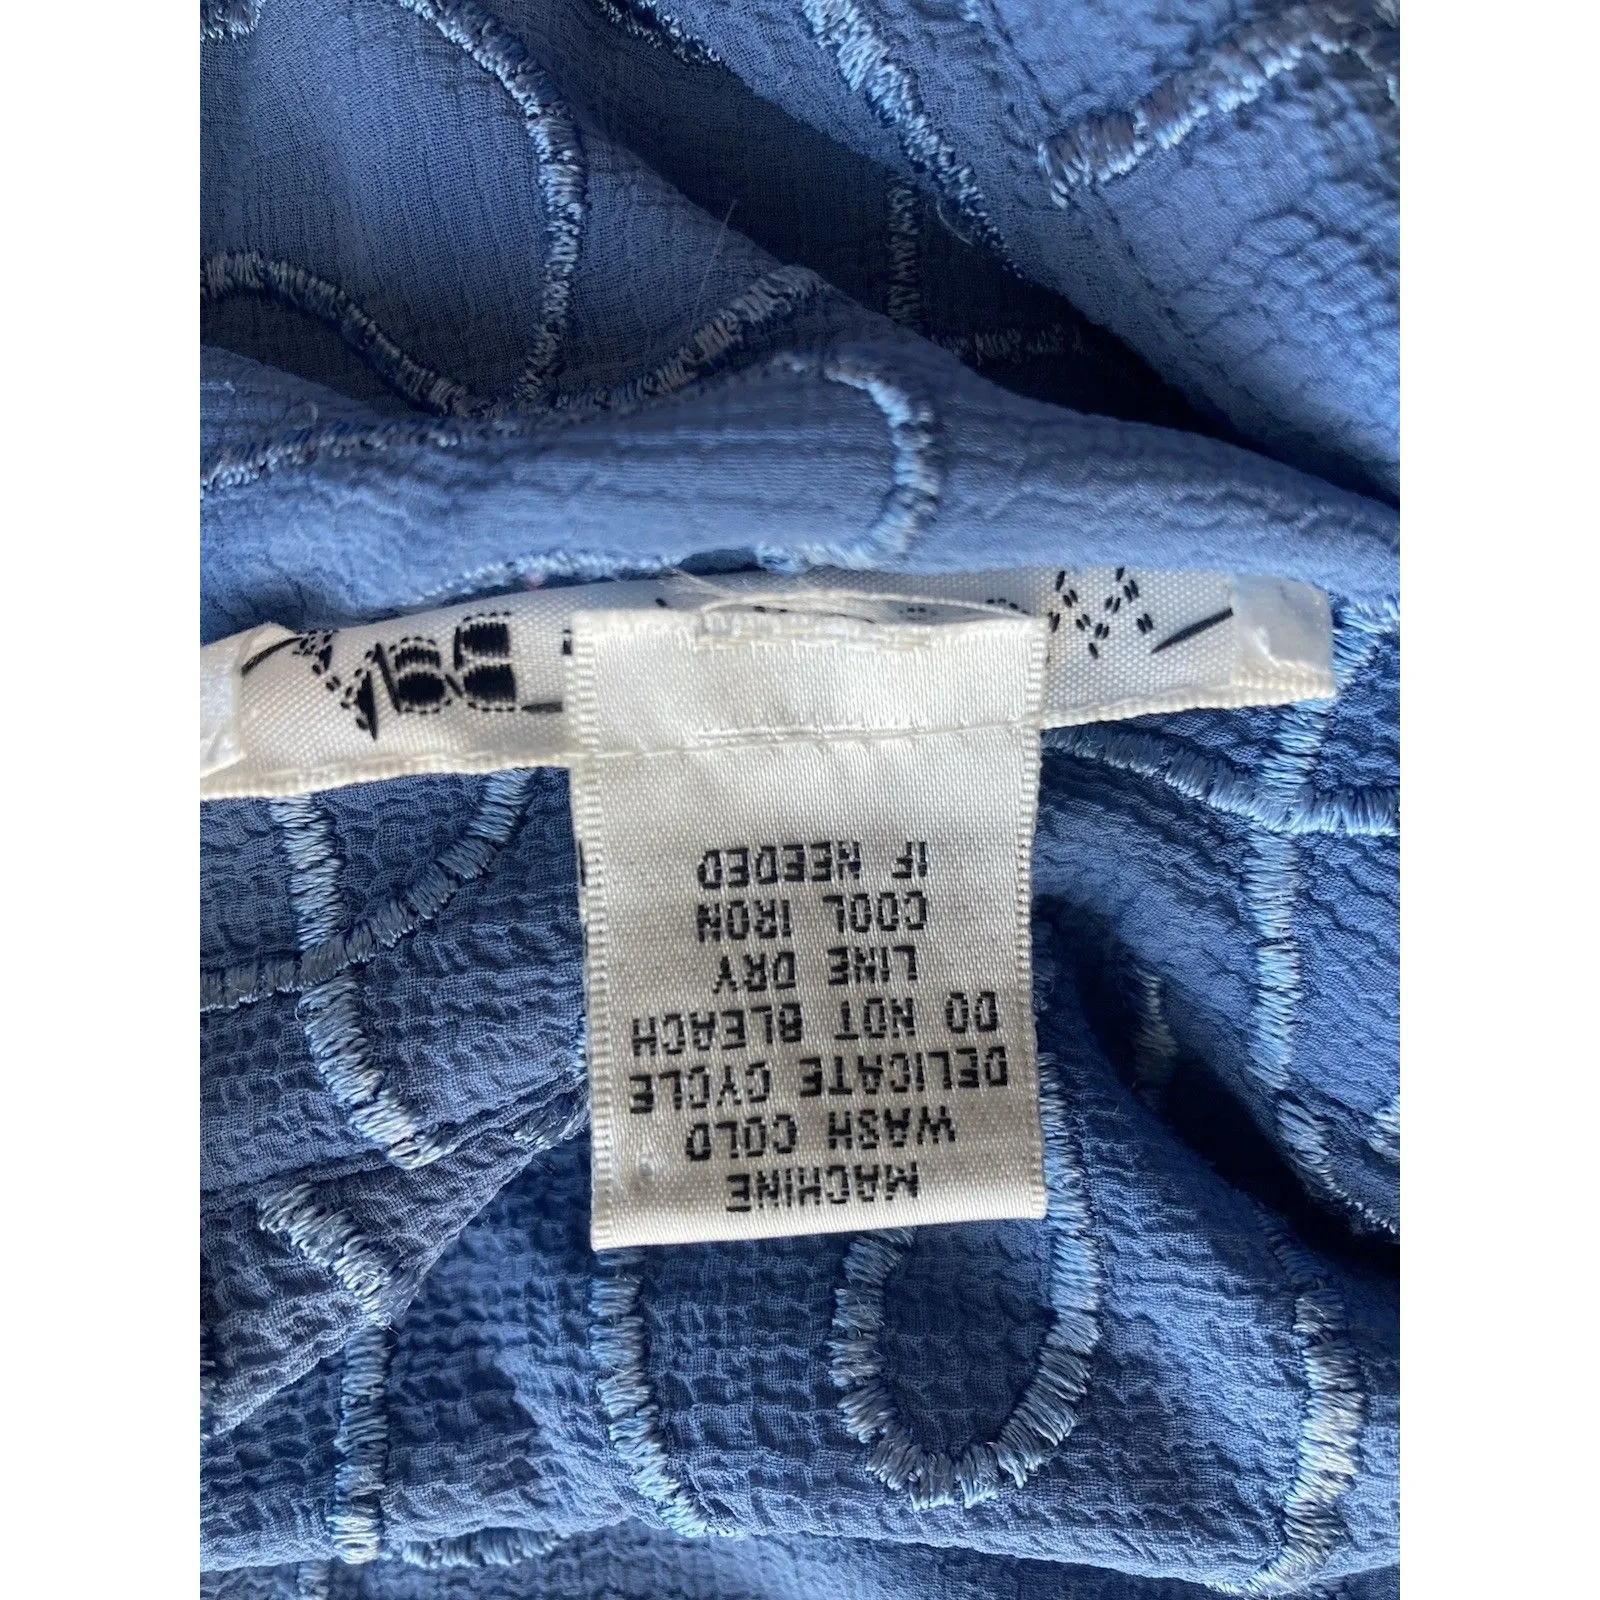 MACHINE
WASH COLD
DELICATE CYCLE
DO NOT BLEACH
LINE DRY
COOL IRON
IF NEEDED